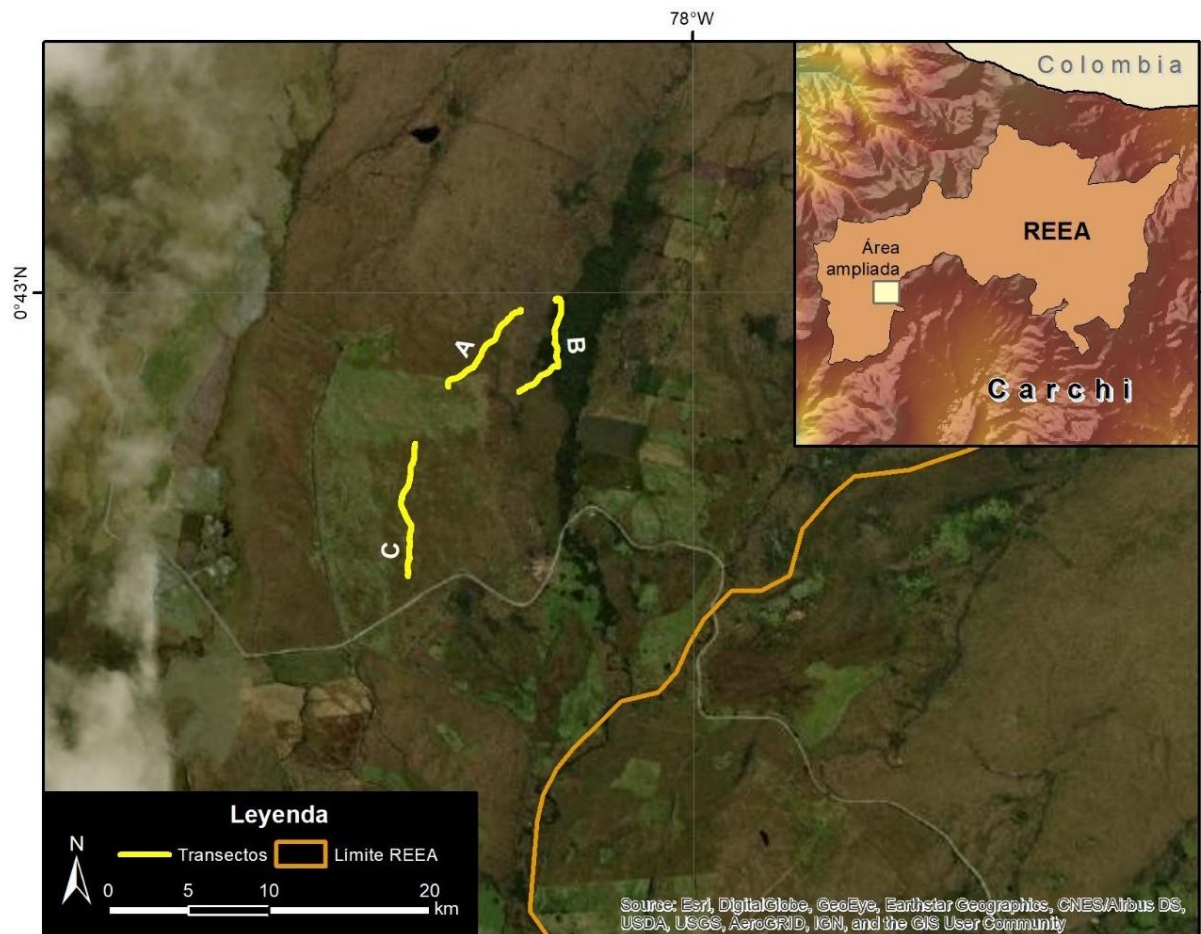 78°W
0°43'N
Colombia
REEA
Área
ampliada
Carchi
A
B
C
Leyenda
N
Transectos
Límite REEA
0 5 10 20
km
Source: Esri, DigitalGlobe, GeoEye, Earthstar Geographics, CNES/Airbus DS,
USDA, USGS, AeroGRID, IGN, and the GIS User Community